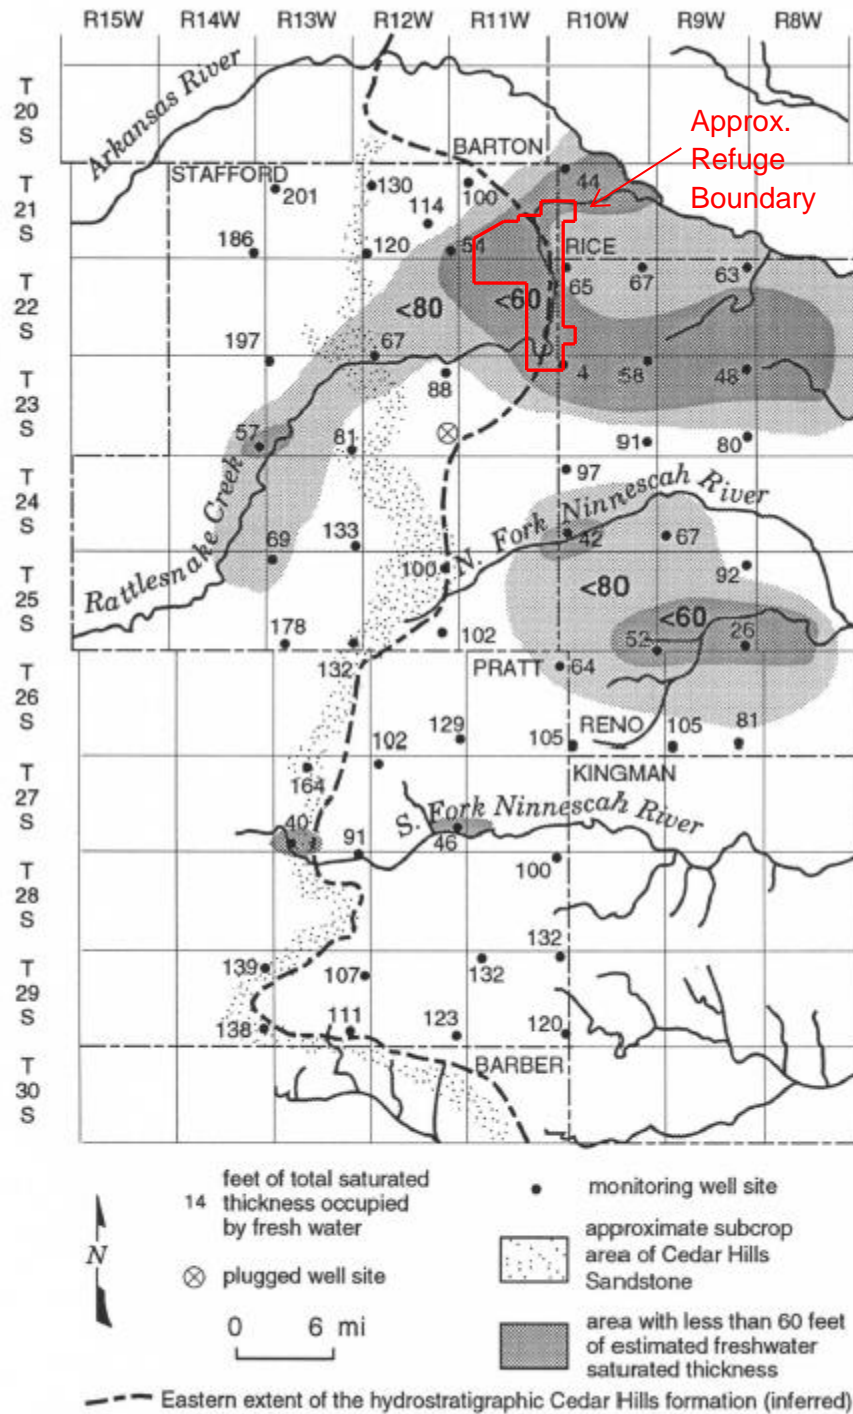 R15W R14W R13W R12W R11W R10W R9W R8W
T
20
S
Arkansas River
BARTON
Approx.
Refuge
Boundary
T
21
S
STAFFORD
201
130
100
44
114
186
120
54
RICE
65
67
63
T
22
S
<80
<60
197
67
4
58
48
T
23
S
88
57
81
91
80
97
T
24
S
Rattlesnake Creek
N. Fork Ninnescah River
133
69
42
67
100
92
T
25
S
<80
<60
178
102
52
26
132
PRATT
64
T
26
S
RENO
129
102
105
105
81
KINGMAN
T
27
S
164
S. Fork Ninnescah River
40
46
91
100
T
28
S
132
139
107
132
T
29
S
138
111
123
120
BARBER
T
30
S
N
14
feet of total saturated
thickness occupied
by fresh water
plugged well site
0 6 mi
monitoring well site
approximate subcrop
area of Cedar Hills
Sandstone
area with less than 60 feet
of estimated freshwater
saturated thickness
Eastern extent of the hydrostratigraphic Cedar Hills formation (inferred)